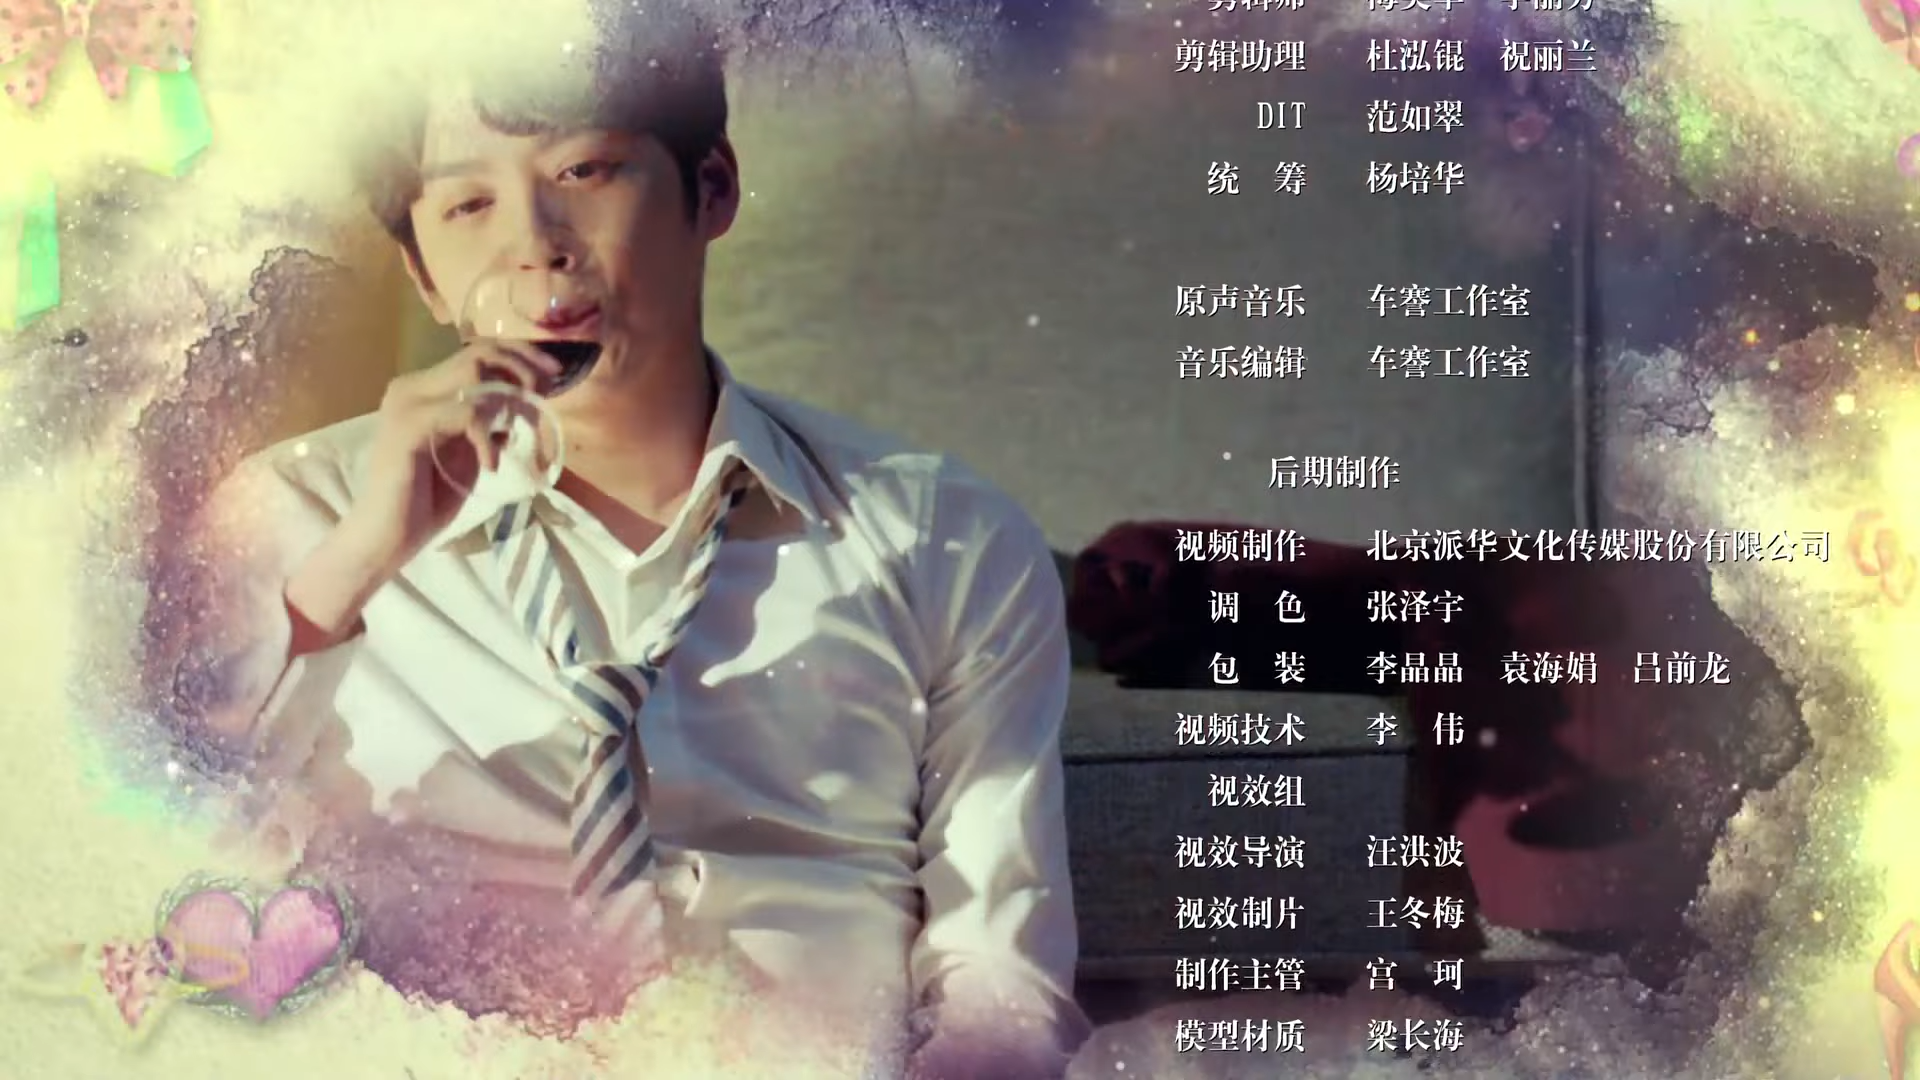 剪辑助理 杜泓锟 祝丽兰
DIT 范如翠
统 筹 杨培华
原声音乐 车謇工作室
音乐编辑 车謇工作室
后期制作
视频制作 北京派华文化传媒股份有限公司
调 色 张泽宇
包 装 李晶晶 袁海娟 吕前龙
视频技术 李 伟
视效组
视效导演 汪洪波
视效制片 王冬梅
制作主管 宫 珂
模型材质 梁长海